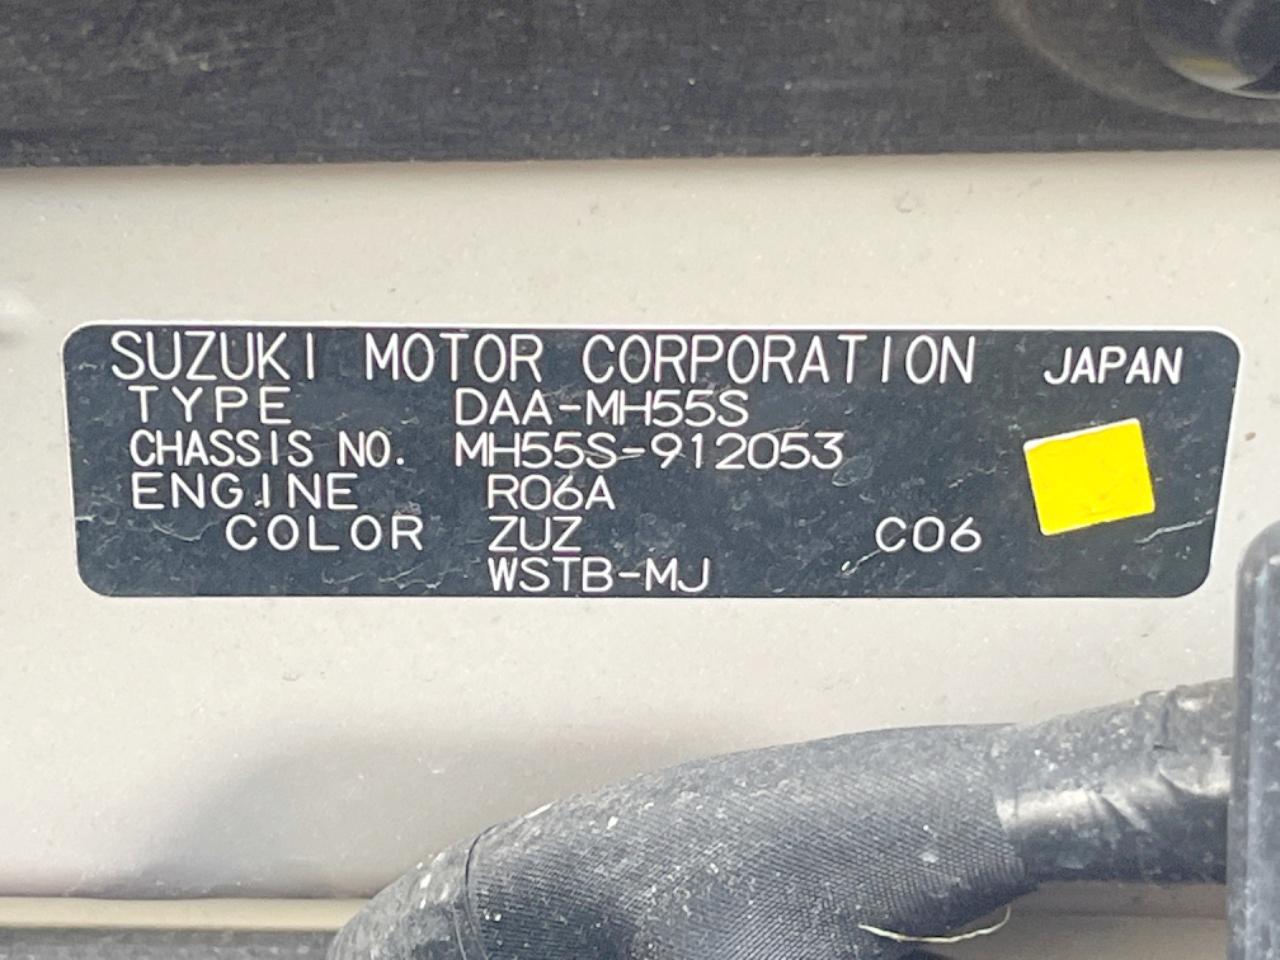 SUZUKI MOTOR CORPORATION JAPAN
TYPE DAA-MH55S
CHASSIS NO. MH55S-912053
ENGINE R06A
COLOR ZUZ C06
WSTB-MJ